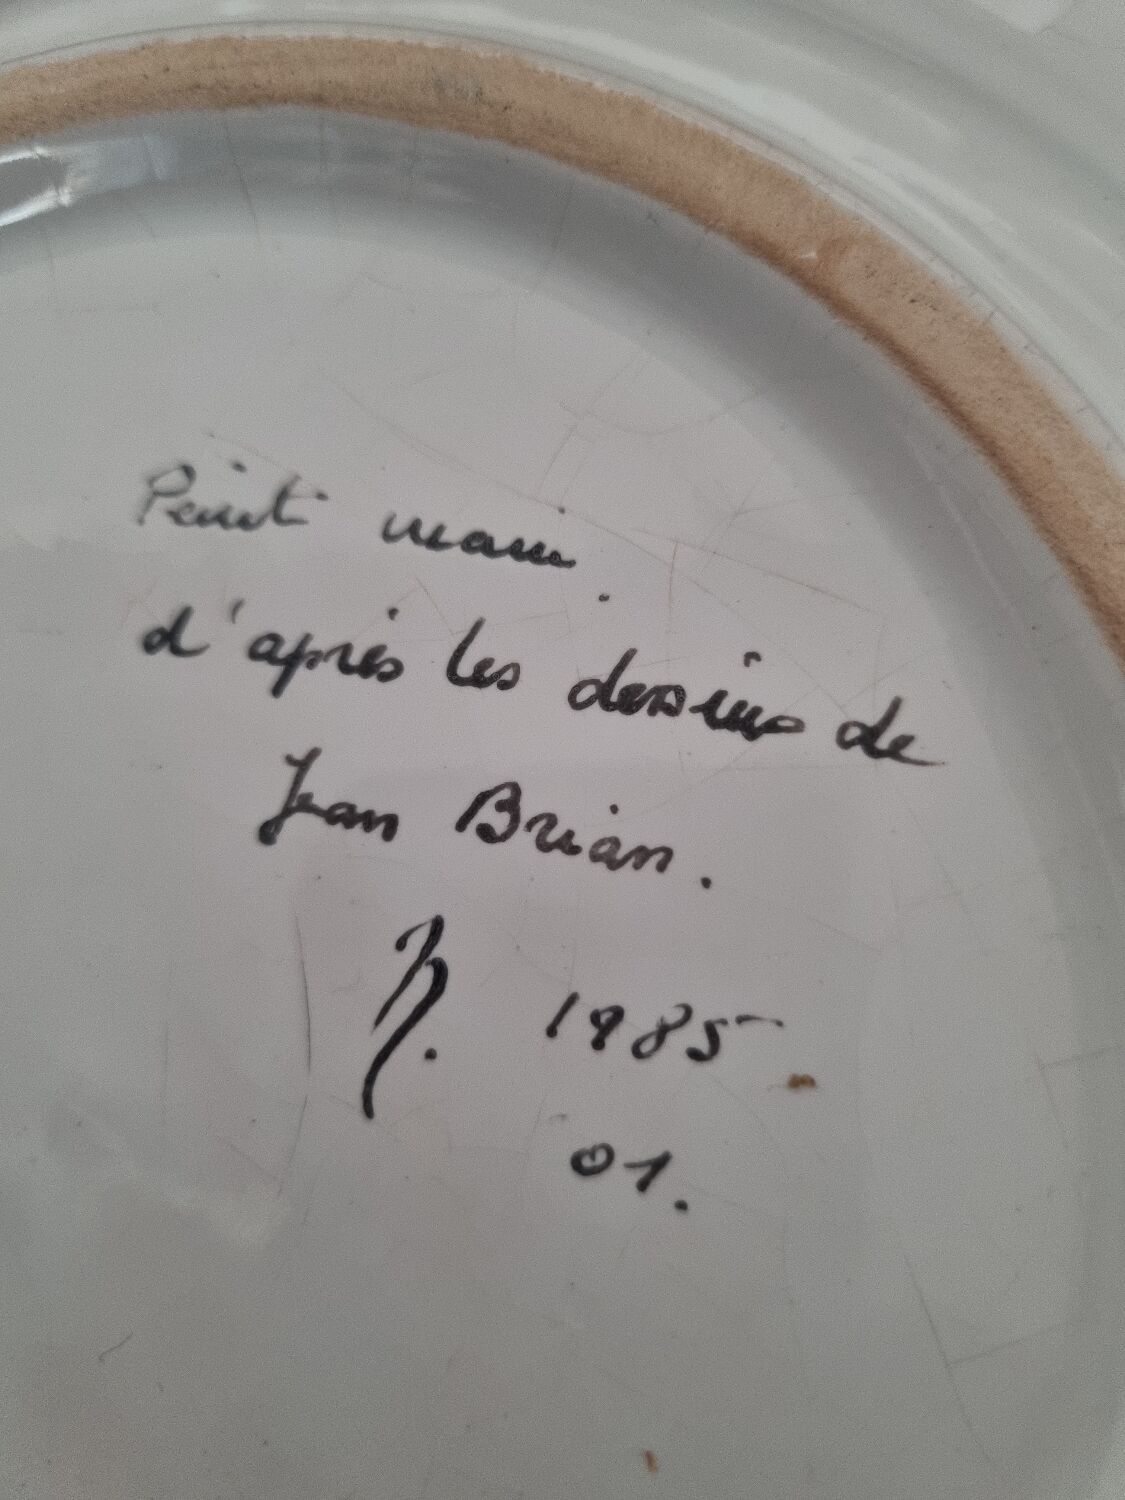 Peint main.
d'après les dessins de
Jean Brian.
1985
01.